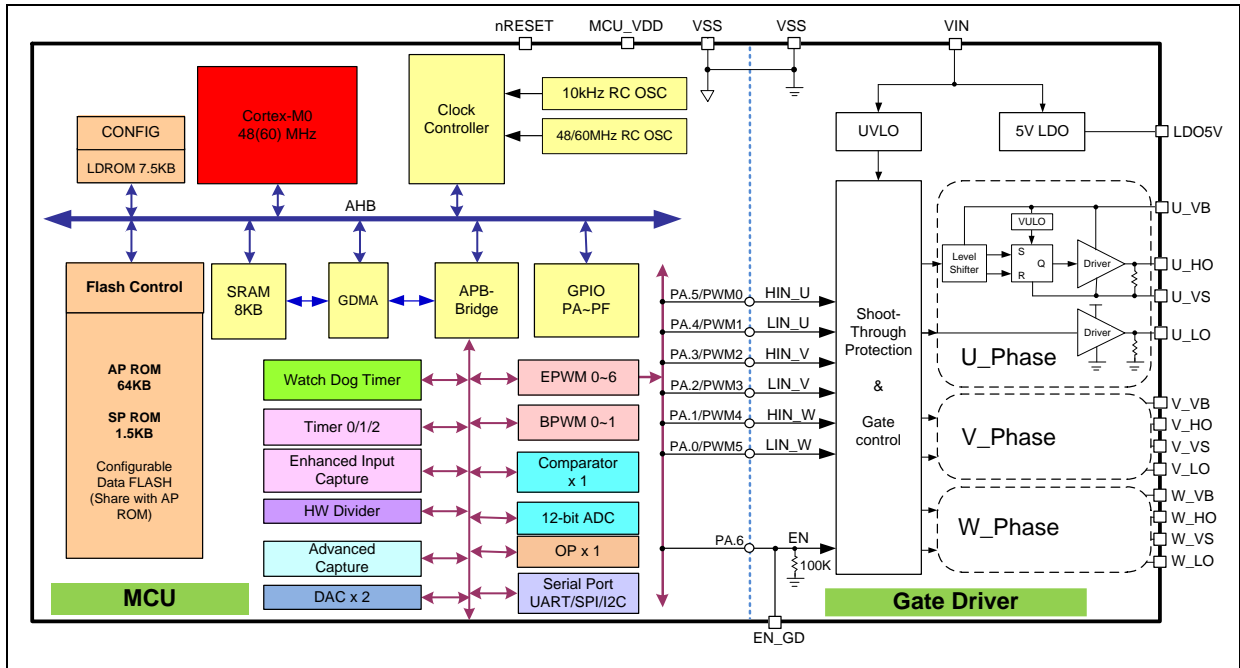 nRESET
MCU_VDD
VSS
VSS
VIN
Cortex-M0
48(60) MHz
Clock
Controller
10kHz RC OSC
48/60MHz RC OSC
CONFIG
LDROM 7.5KB
UVLO
5V LDO
LDO5V
AHB
Flash Control
AP ROM
64KB
SP ROM
1.5KB
Configurable
Data FLASH
(Share with AP
ROM)
SRAM
8KB
GDMA
APB-
Bridge
GPIO
PA~PF
Watch Dog Timer
Timer 0/1/2
Enhanced Input
Capture
HW Divider
Advanced
Capture
DAC x 2
EPWM 0~6
BPWM 0~1
Comparator
x 1
12-bit ADC
OP x 1
Serial Port
UART/SPI/I2C
MCU
PA.5/PWM0
HIN_U
PA.4/PWM1
LIN_U
PA.3/PWM2
HIN_V
PA.2/PWM3
LIN_V
PA.1/PWM4
HIN_W
PA.0/PWM5
LIN_W
PA.6
EN
100K
EN_GD
Shoot-
Through
Protection
&
Gate
control
VULO
Level
Shifter
S
Q
R
Driver
Driver
U_Phase
V_Phase
W_Phase
Gate Driver
U_VB
U_HO
U_VS
U_LO
V_VB
V_HO
V_VS
V_LO
W_VB
W_HO
W_VS
W_LO